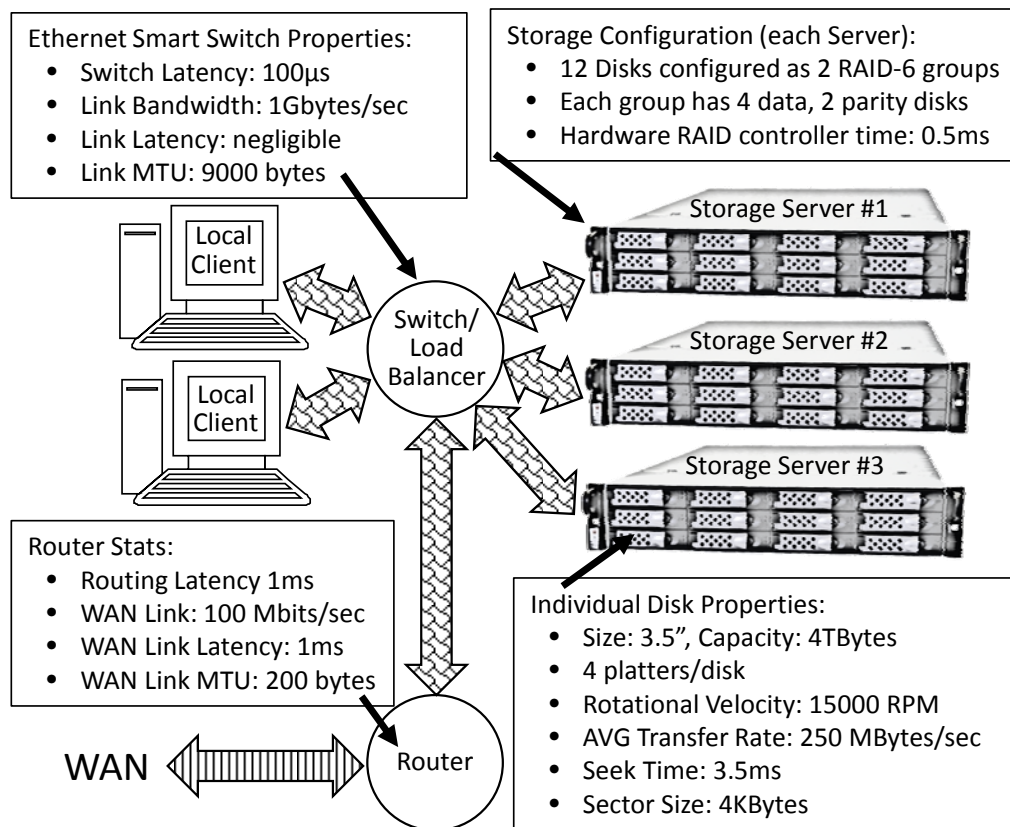 Ethernet Smart Switch Properties:
• Switch Latency: 100µs
• Link Bandwidth: 1Gbytes/sec
• Link Latency: negligible
• Link MTU: 9000 bytes
Storage Configuration (each Server):
• 12 Disks configured as 2 RAID-6 groups
• Each group has 4 data, 2 parity disks
• Hardware RAID controller time: 0.5ms
Local
Client
Local
Client
Switch/
Load
Balancer
Storage Server #1
Storage Server #2
Storage Server #3
Router Stats:
• Routing Latency 1ms
• WAN Link: 100 Mbits/sec
• WAN Link Latency: 1ms
• WAN Link MTU: 200 bytes
Individual Disk Properties:
• Size: 3.5”, Capacity: 4TBytes
• 4 platters/disk
• Rotational Velocity: 15000 RPM
• AVG Transfer Rate: 250 MBytes/sec
• Seek Time: 3.5ms
• Sector Size: 4KBytes
WAN
Router